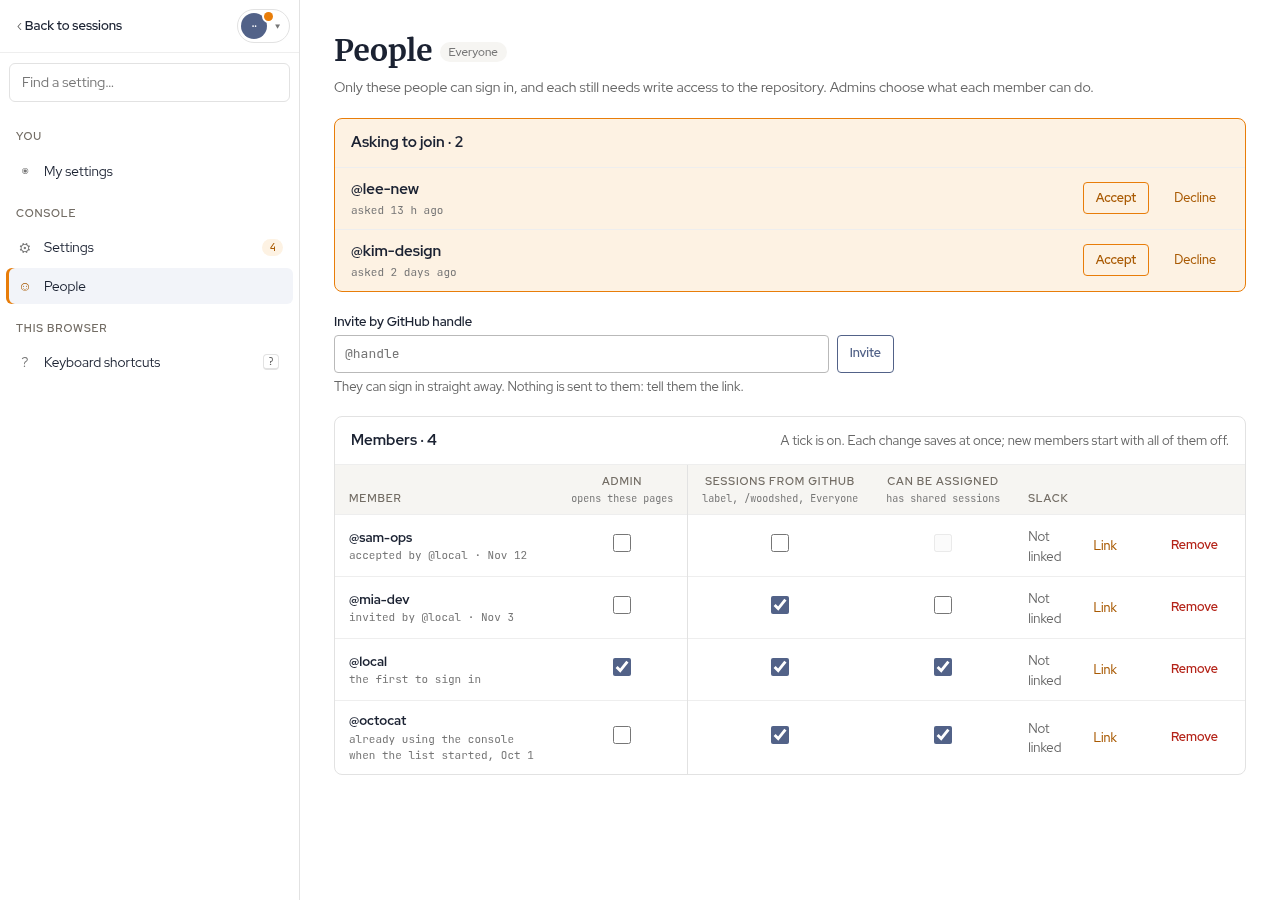 ‹ Back to sessions
Find a setting...
YOU
My settings
CONSOLE
Settings 4
People
THIS BROWSER
? Keyboard shortcuts ?
People Everyone
Only these people can sign in, and each still needs write access to the repository. Admins choose what each member can do.
Asking to join · 2
@lee-new
asked 13 h ago
Accept Decline
@kim-design
asked 2 days ago
Accept Decline
Invite by GitHub handle
@handle Invite
They can sign in straight away. Nothing is sent to them: tell them the link.
Members · 4 A tick is on. Each change saves at once; new members start with all of them off.
MEMBER
ADMIN
opens these pages
SESSIONS FROM GITHUB
label, /woodshed, Everyone
CAN BE ASSIGNED
has shared sessions
SLACK
@sam-ops
accepted by @local · Nov 12
Not
linked
Link Remove
@mia-dev
invited by @local · Nov 3
Not
linked
Link Remove
@local
the first to sign in
Not
linked
Link Remove
@octocat
already using the console
when the list started, Oct 1
Not
linked
Link Remove